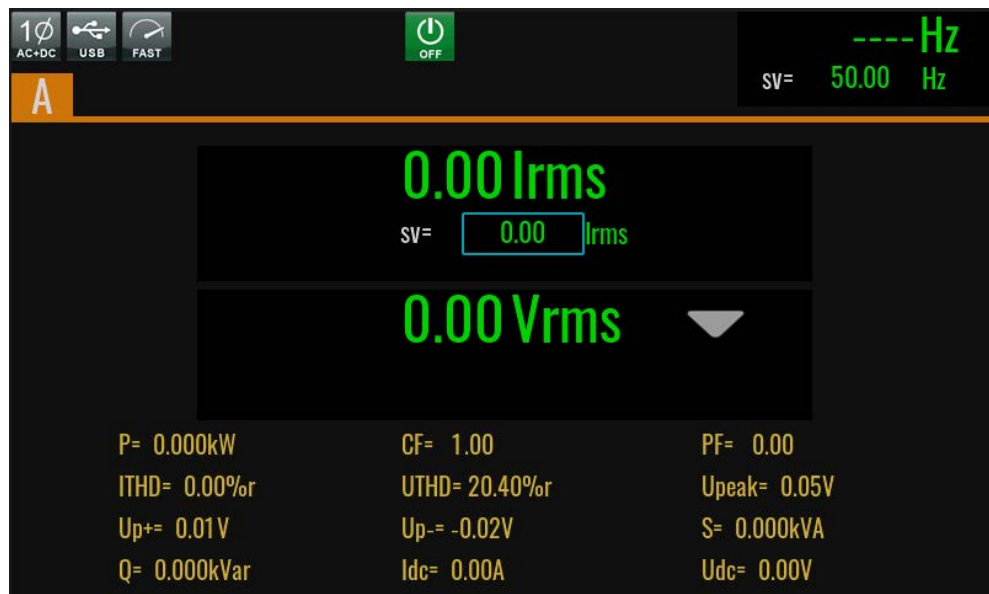 1Ø
AC+DC
USB
FAST
OFF
---- Hz
sv= 50.00 Hz
A
0.00 Irms
sv= 0.00 Irms
0.00 Vrms
P= 0.000kW CF= 1.00 PF= 0.00
ITHD= 0.00%r UTHD= 20.40%r Upeak= 0.05V
Up+= 0.01V Up-= -0.02V S= 0.000kVA
Q= 0.000kVar Idc= 0.00A Udc= 0.00V